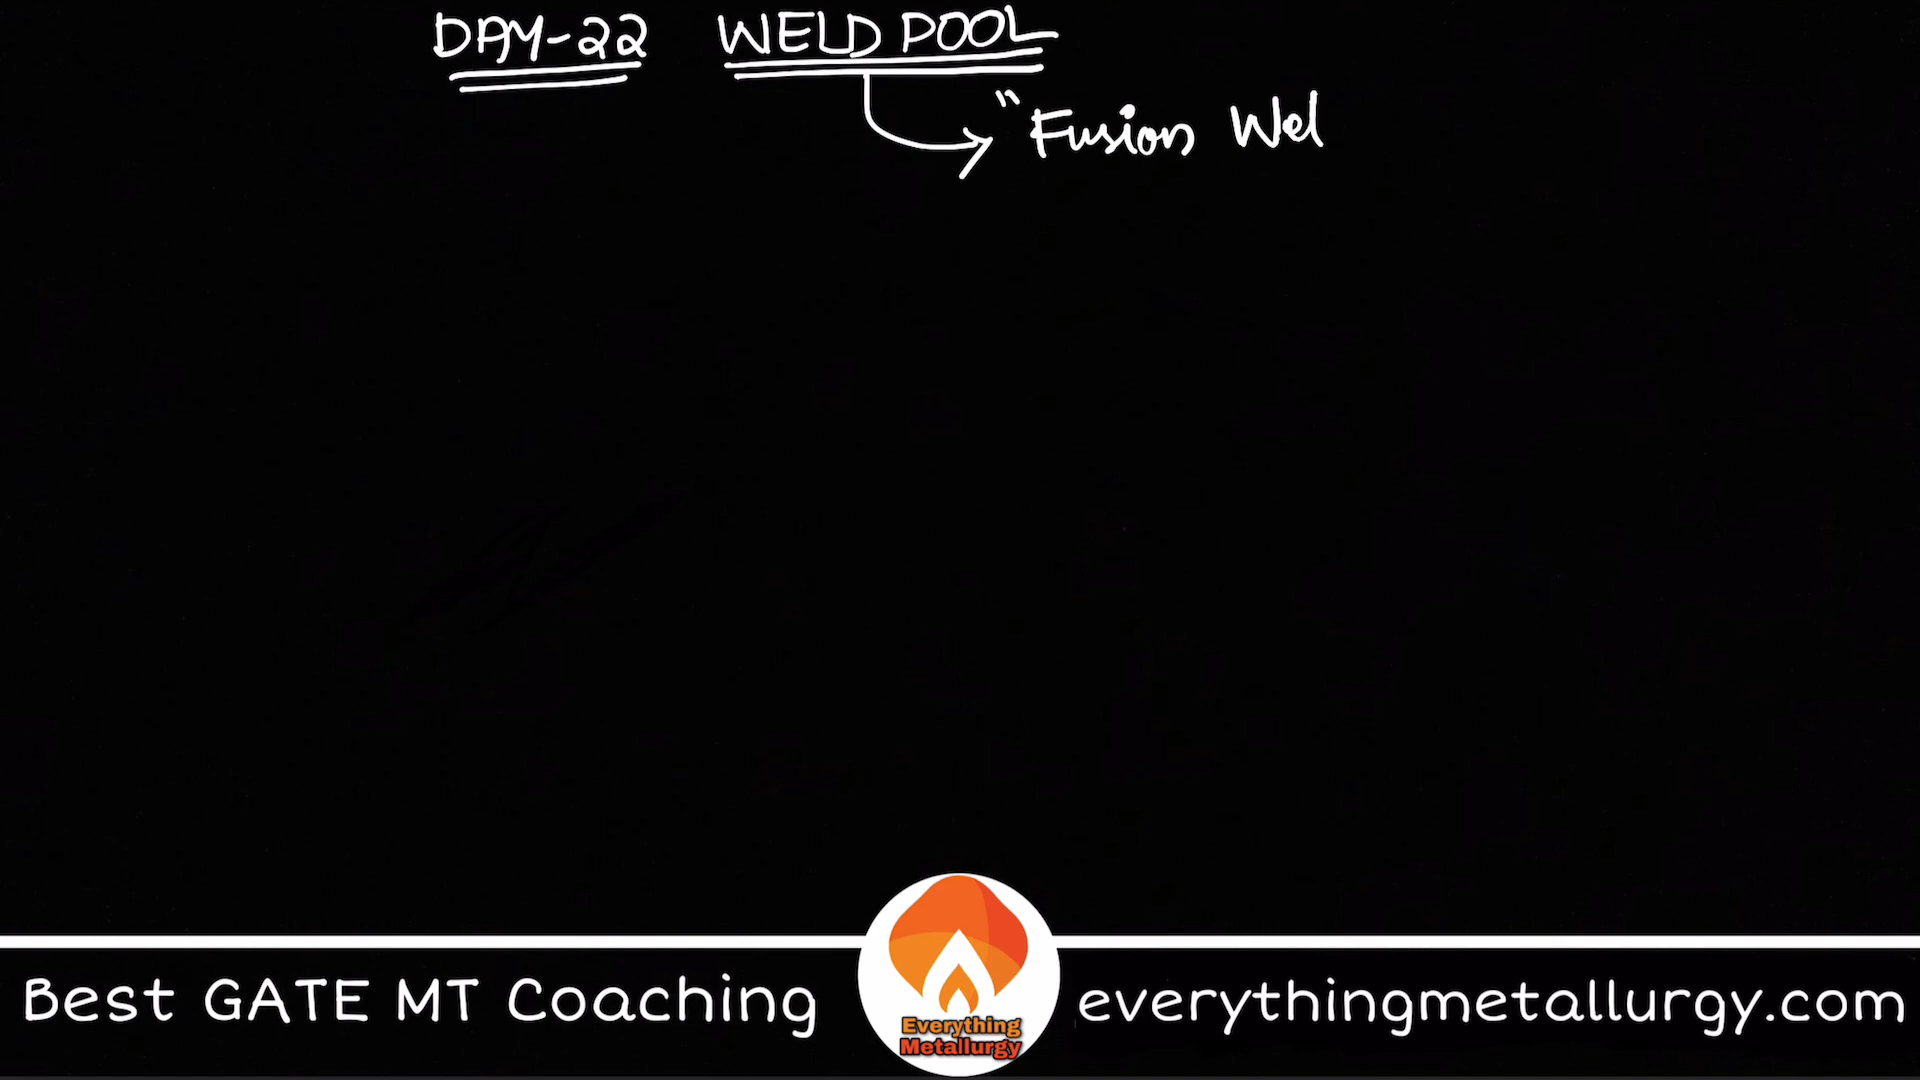 DAY-22 WELD POOL
"Fusion Wel
Best GATE MT Coaching
Everything
Metallurgy
everythingmetallurgy.com